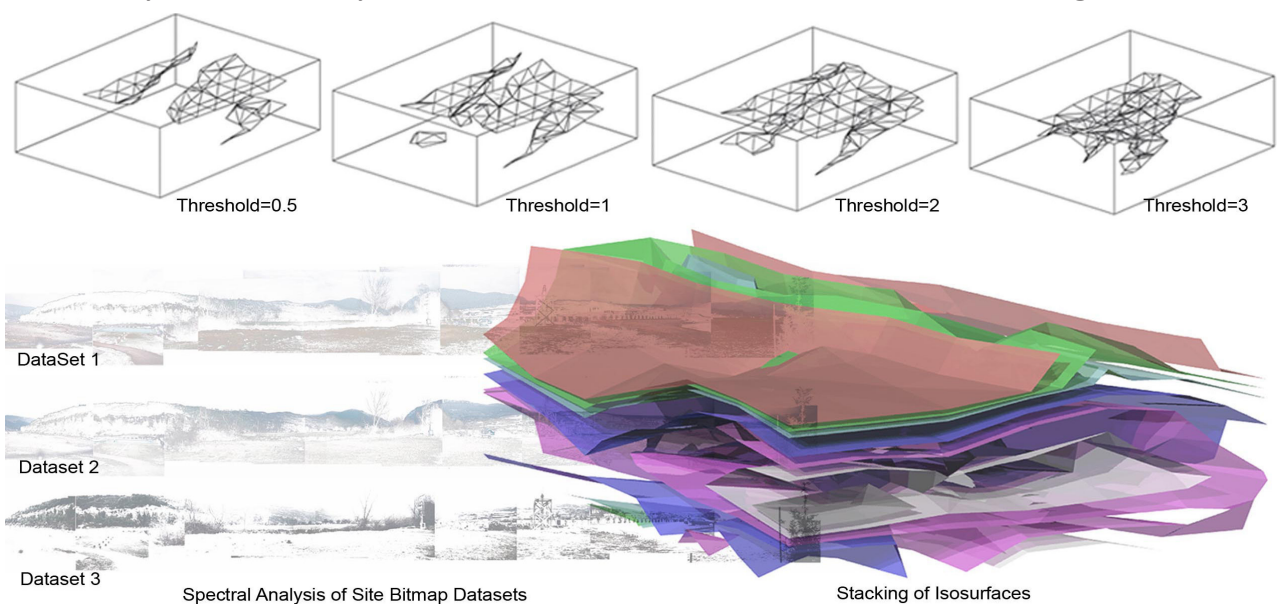 Threshold=0.5
Threshold=1
Threshold=2
Threshold=3
DataSet 1
Dataset 2
Dataset 3
Spectral Analysis of Site Bitmap Datasets
Stacking of Isosurfaces